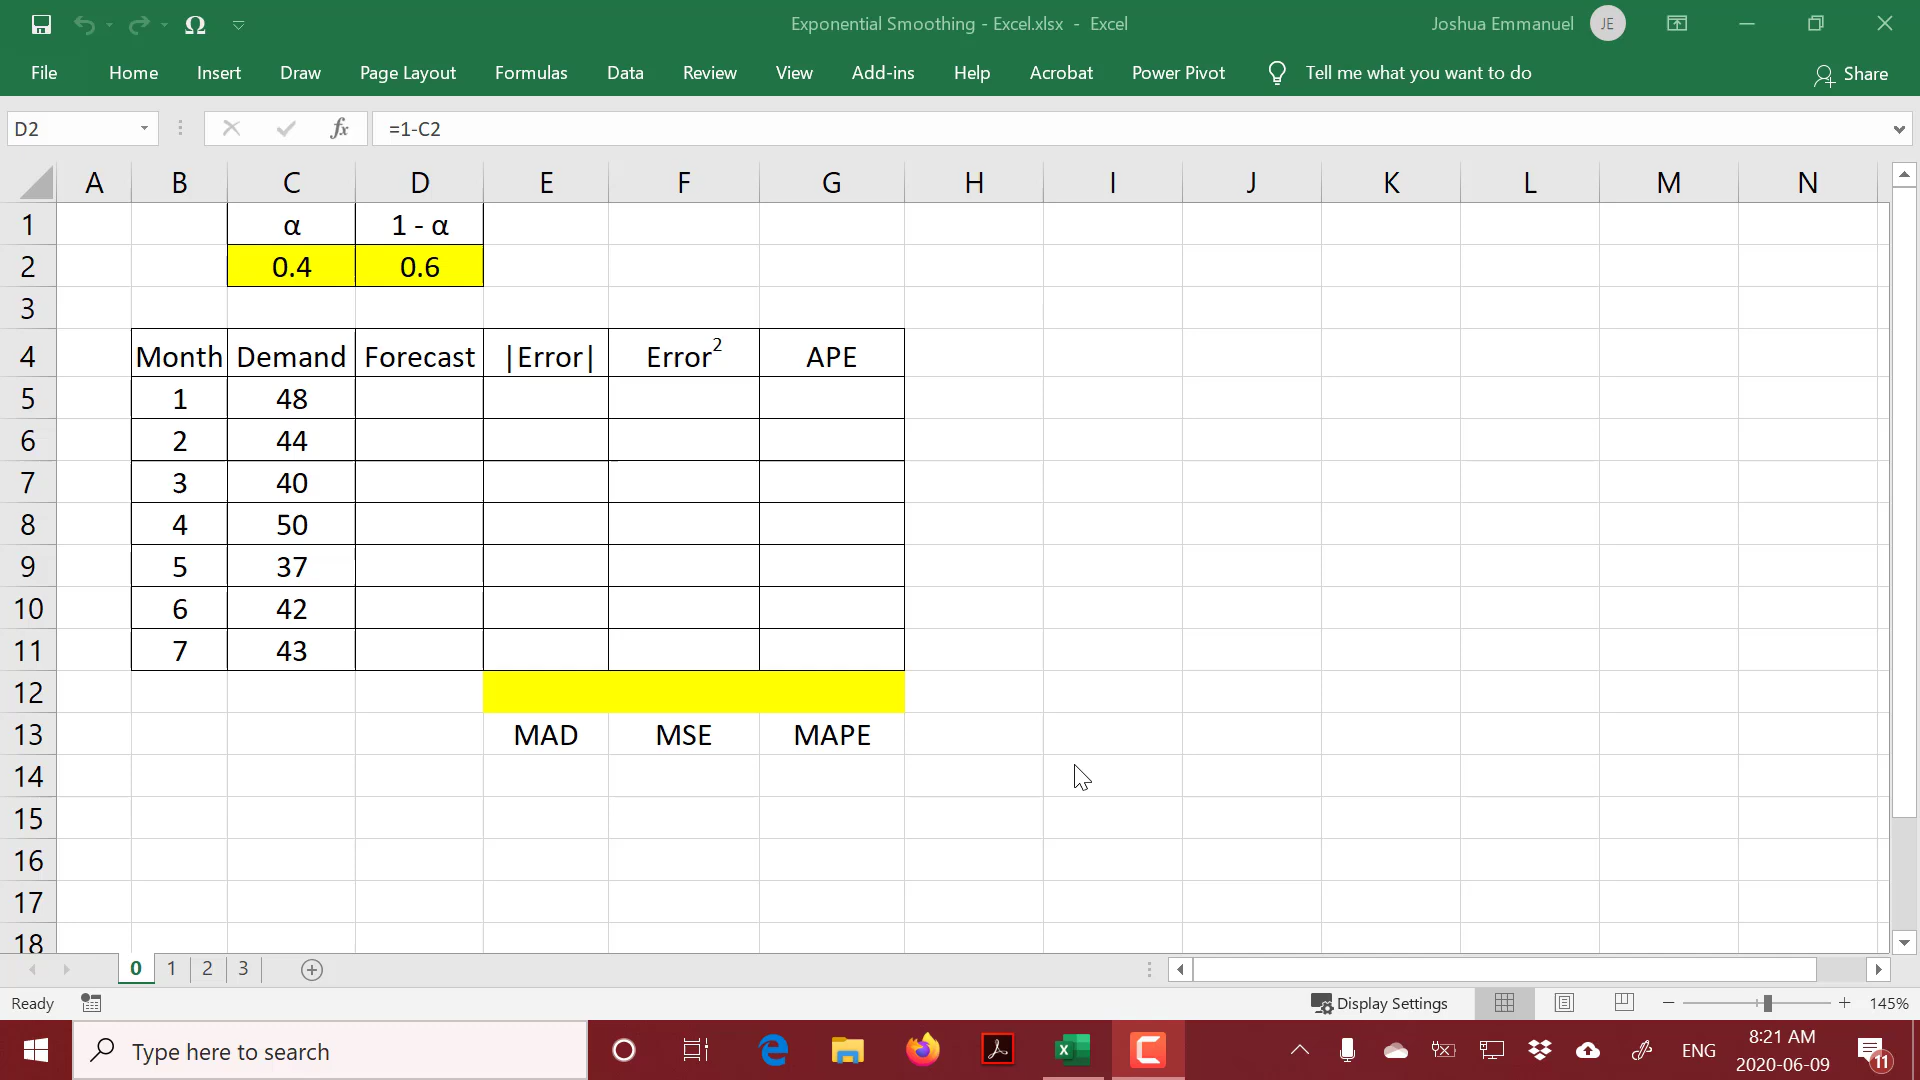 Exponential Smoothing - Excel.xlsx - Excel
Joshua Emmanuel
JE
File Home Insert Draw Page Layout Formulas Data Review View Add-ins Help Acrobat Power Pivot Tell me what you want to do Share
D2 fx =1-C2
A B C D E F G H I J K L M N
1 α 1 - α
2 0.4 0.6
3
4 Month Demand Forecast |Error| Error² APE
5 1 48
6 2 44
7 3 40
8 4 50
9 5 37
10 6 42
11 7 43
12
13 MAD MSE MAPE
14
15
16
17
18
0 1 2 3
Ready Display Settings 145%
Type here to search
ENG
8:21 AM
2020-06-09
11